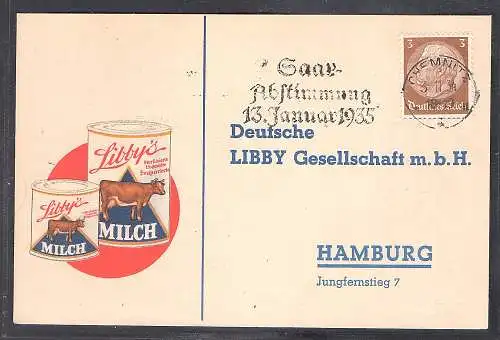 Saar-
Abstimmung
13. Januar 1935
3 3
Deutsches Reich
CHEMNITZ
Deutsche
LIBBY Gesellschaft m. b. H.
HAMBURG
Jungfernstieg 7
Libby's
MILCH
Libby's
MILCH